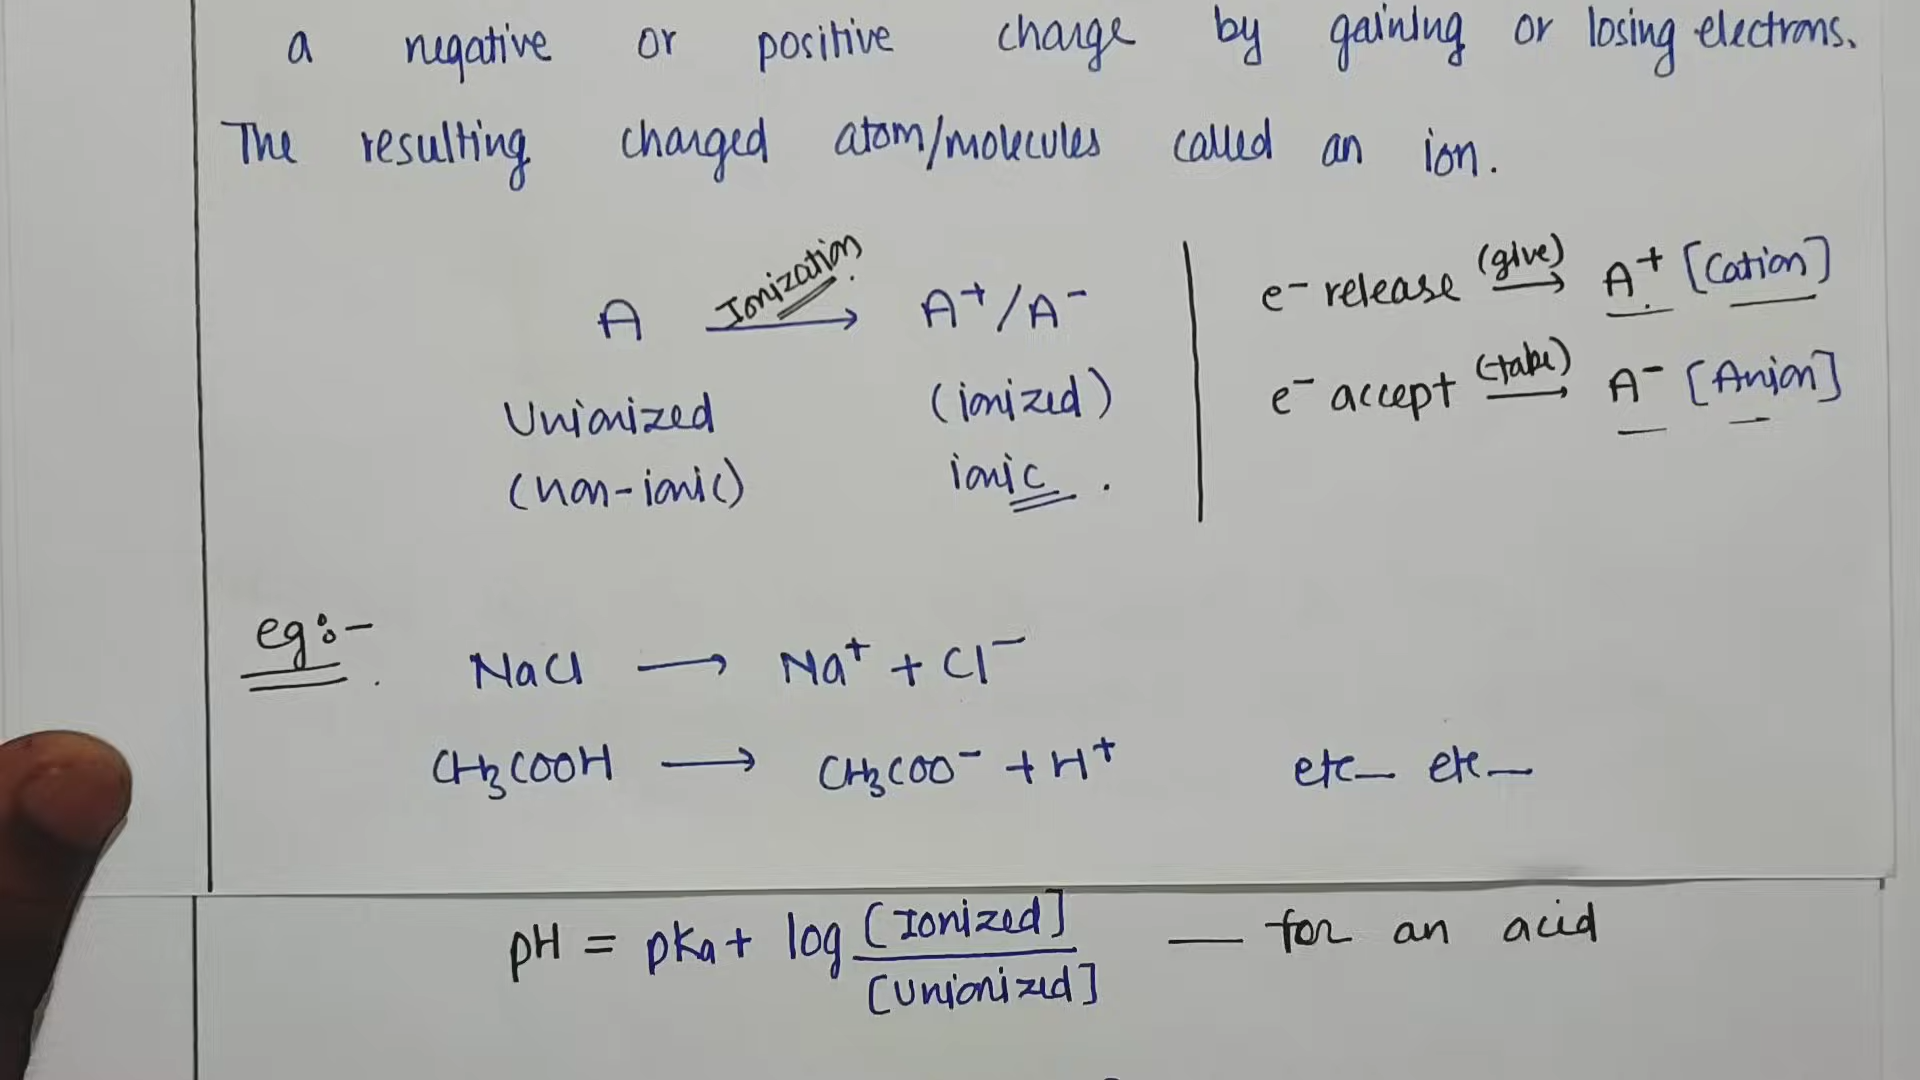 a negative or positive charge by gaining or losing electrons.
The resulting charged atom/molecules called an ion.
A Ionization → A⁺/A⁻
Unionized (ionized)
(non-ionic) ionic.
e⁻ release (give) → A⁺ [Cation]
e⁻ accept (take) → A⁻ [Anion]
eg:-
NaCl → Na⁺ + Cl⁻
CH₃COOH → CH₃COO⁻ + H⁺ etc— etc—
pH = pKa + log [Ionized] / [Unionized] — for an acid